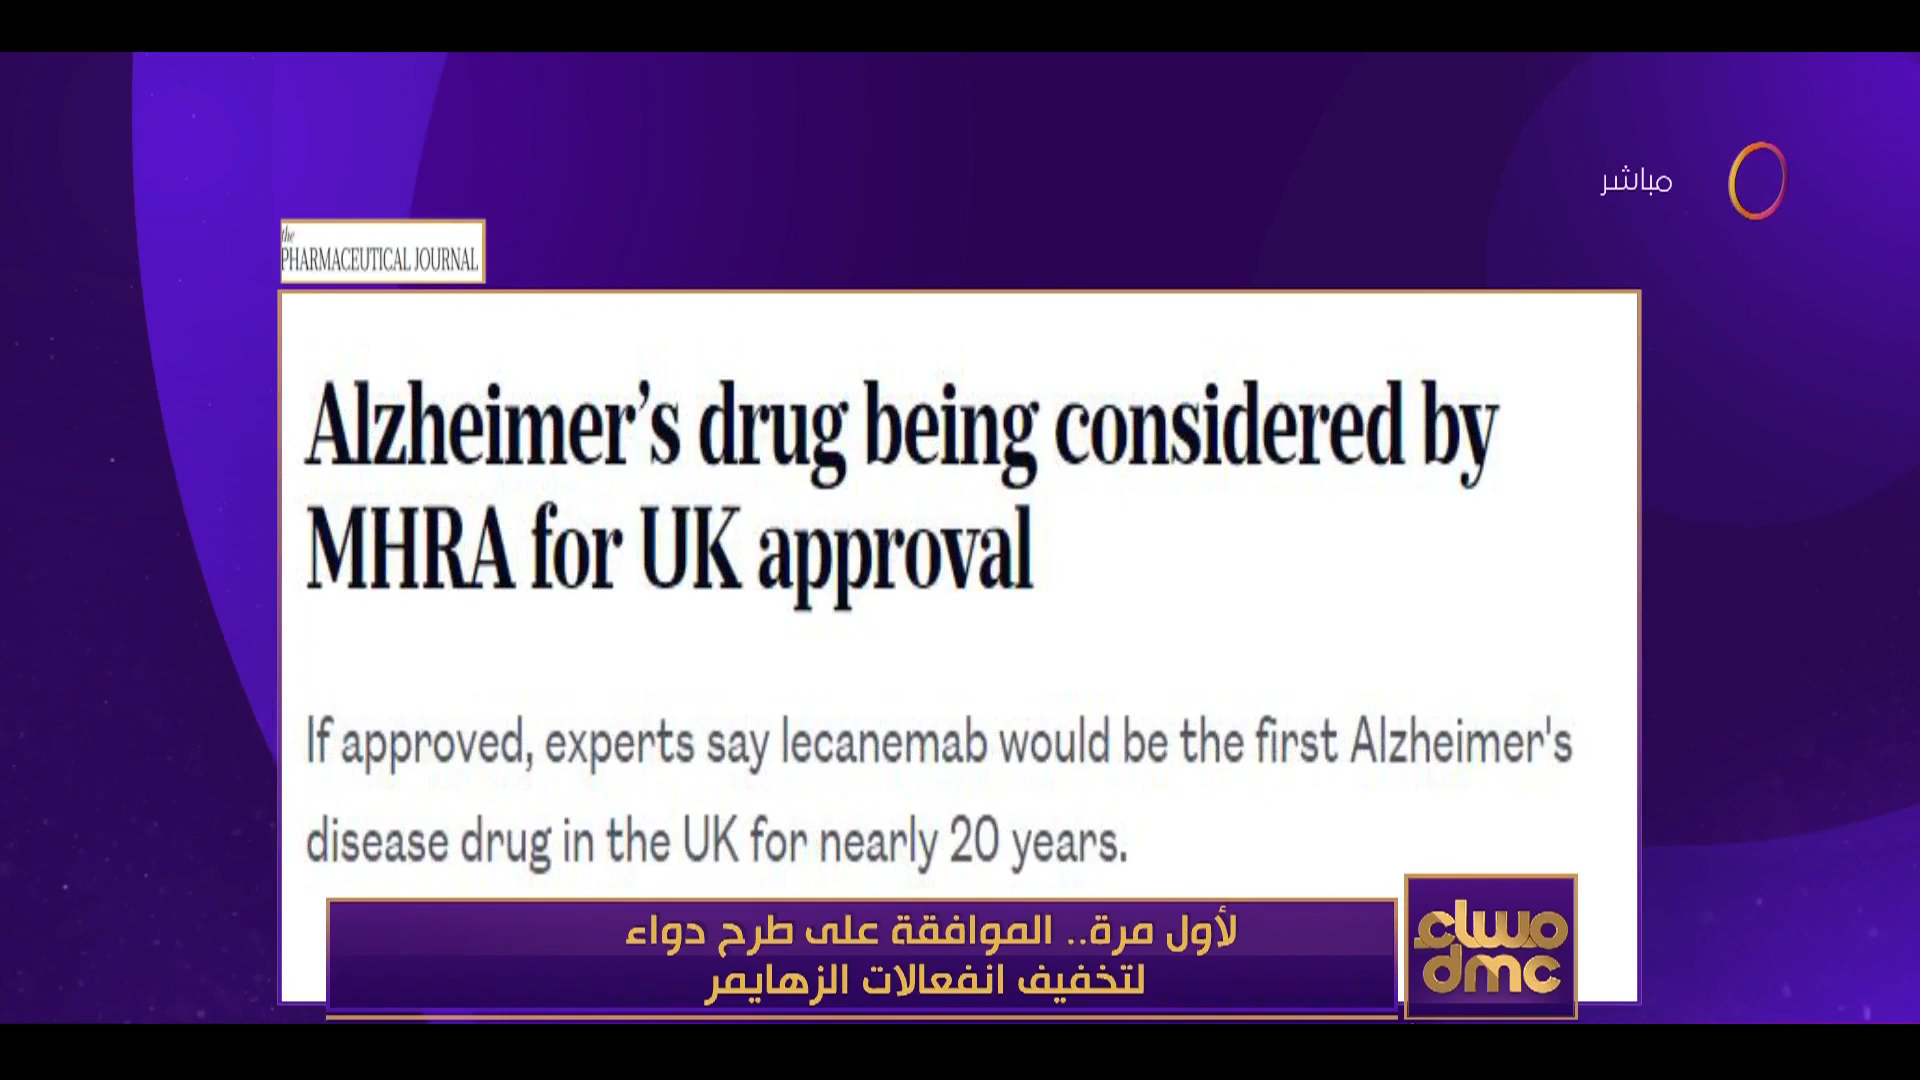 مباشر
the
PHARMACEUTICAL JOURNAL
Alzheimer’s drug being considered by
MHRA for UK approval
If approved, experts say lecanemab would be the first Alzheimer's
disease drug in the UK for nearly 20 years.
لأول مرة.. الموافقة على طرح دواء
لتخفيف انفعالات الزهايمر
مساء
dmc